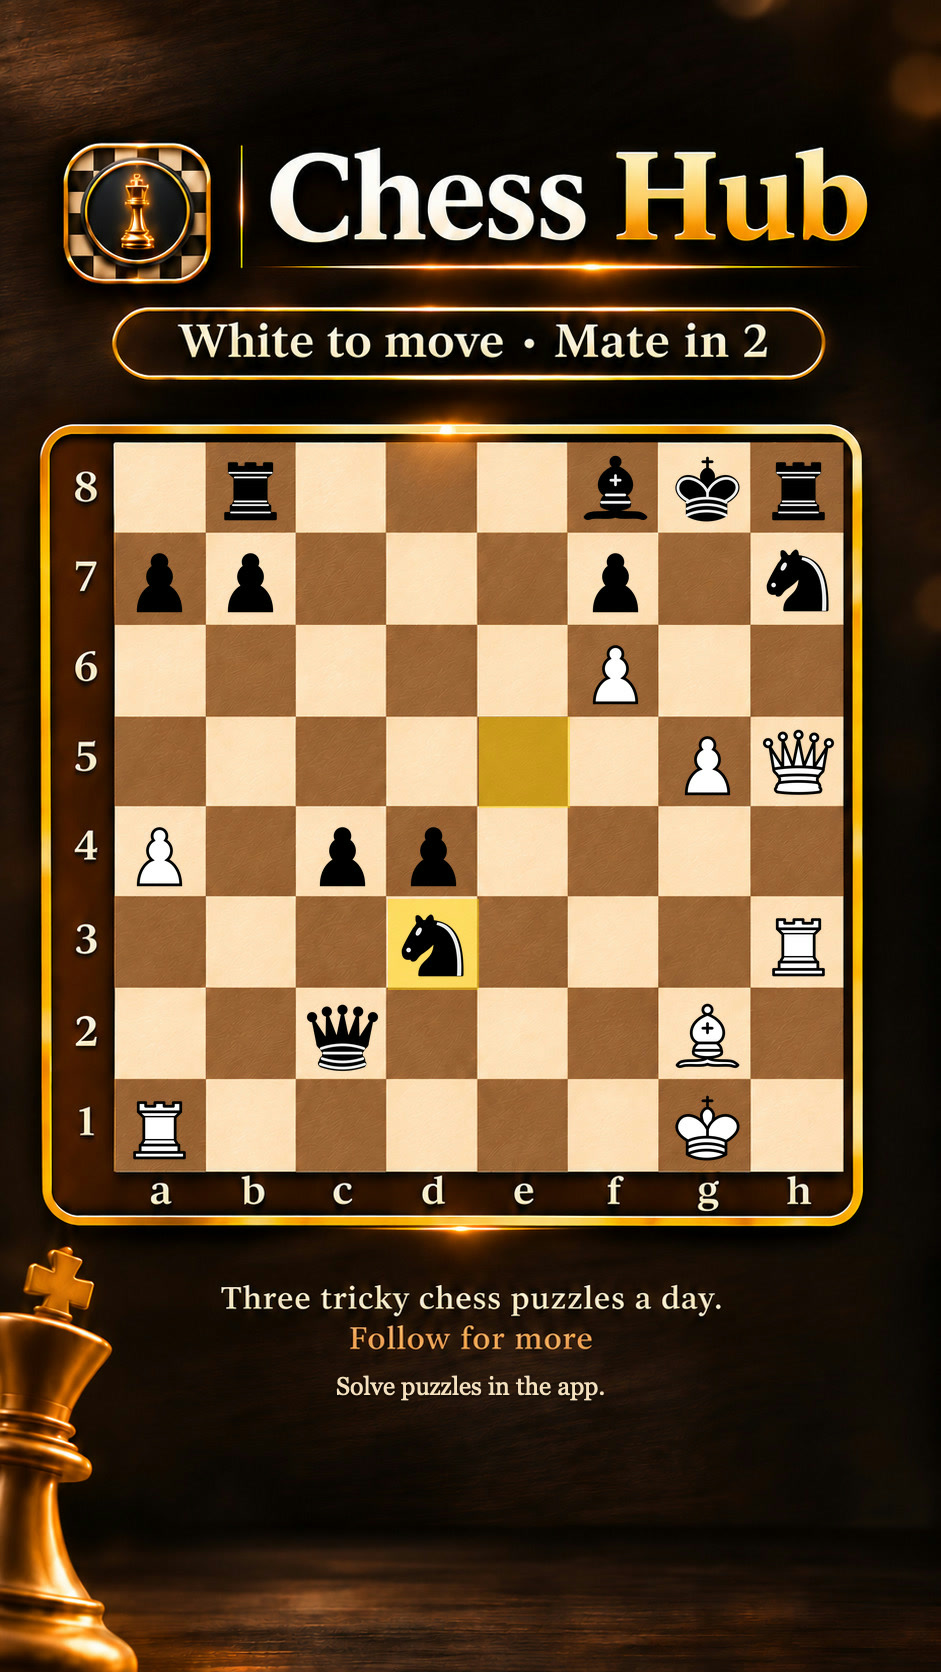 Chess Hub
White to move • Mate in 2
8
7
6
5
4
3
2
1
a b c d e f g h
Three tricky chess puzzles a day.
Follow for more
Solve puzzles in the app.